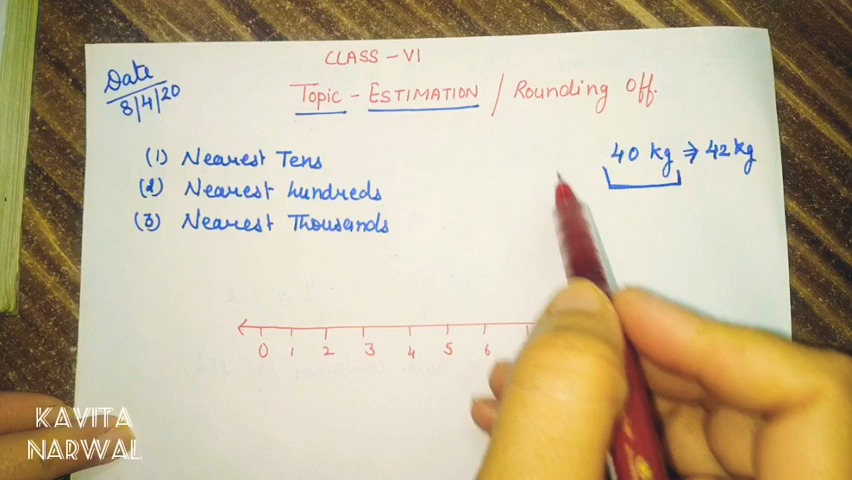 CLASS - VI
Date
8/4/20
Topic - ESTIMATION / Rounding Off.
(1) Nearest Tens
(2) Nearest hundreds
(3) Nearest Thousands
40 kg ⇒ 42 kg
0 1 2 3 4 5 6
KAVITA
NARWAL